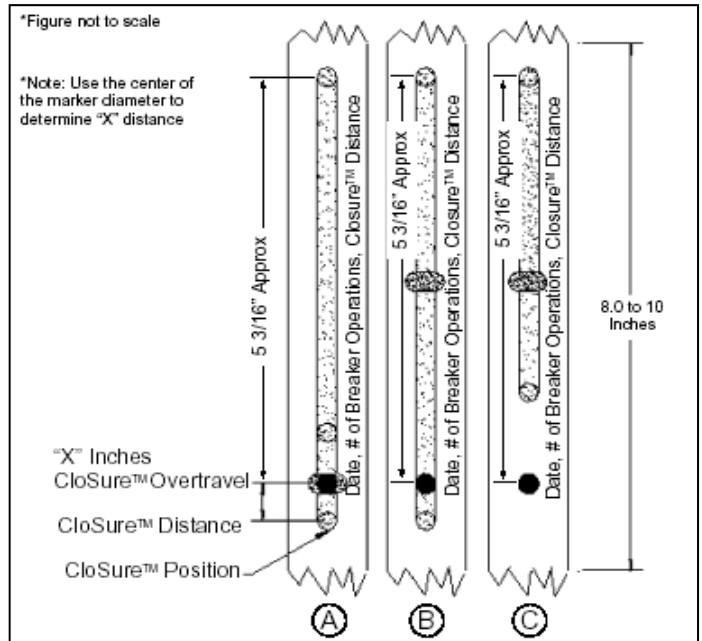 *Figure not to scale
*Note: Use the center of
the marker diameter to
determine "X" distance
5 3/16" Approx
Date, # of Breaker Operations, Closure™ Distance
5 3/16" Approx
Date, # of Breaker Operations, Closure™ Distance
5 3/16" Approx
Date, # of Breaker Operations, Closure™ Distance
8.0 to 10
Inches
"X" Inches
CloSure™ Overtravel
CloSure™ Distance
CloSure™ Position
A
B
C